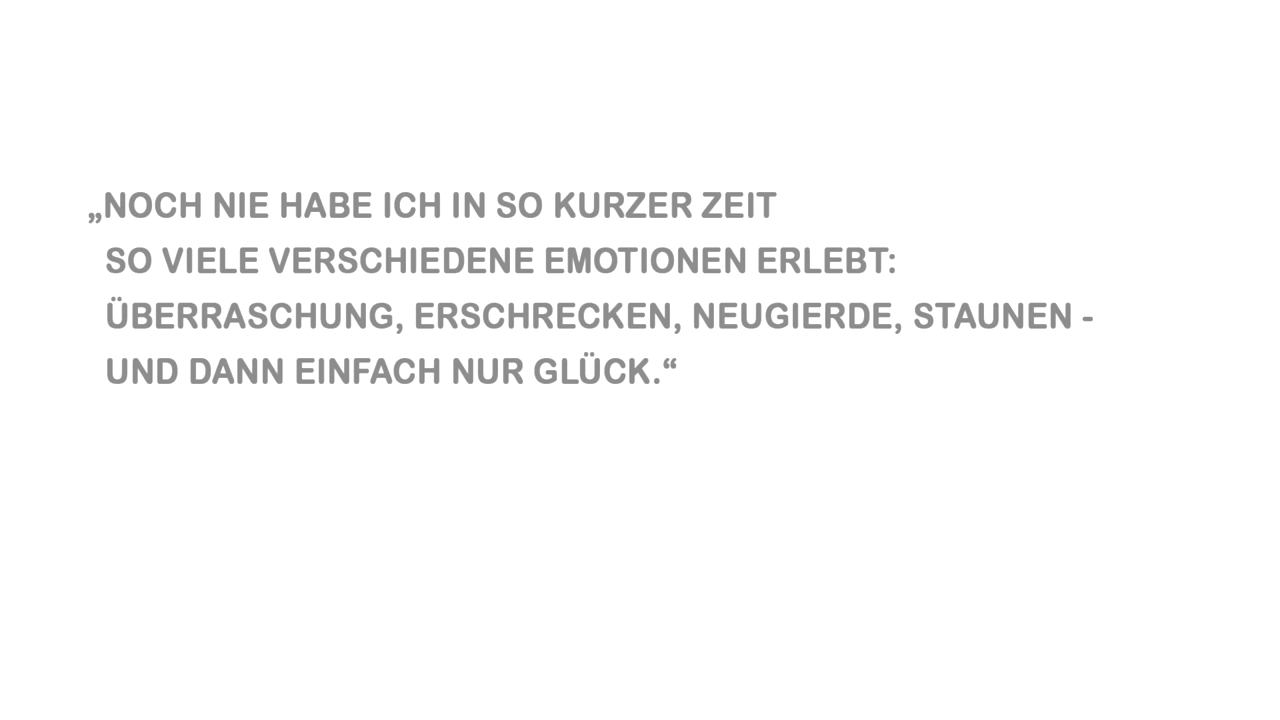 „NOCH NIE HABE ICH IN SO KURZER ZEIT
SO VIELE VERSCHIEDENE EMOTIONEN ERLEBT:
ÜBERRASCHUNG, ERSCHRECKEN, NEUGIERDE, STAUNEN -
UND DANN EINFACH NUR GLÜCK.“